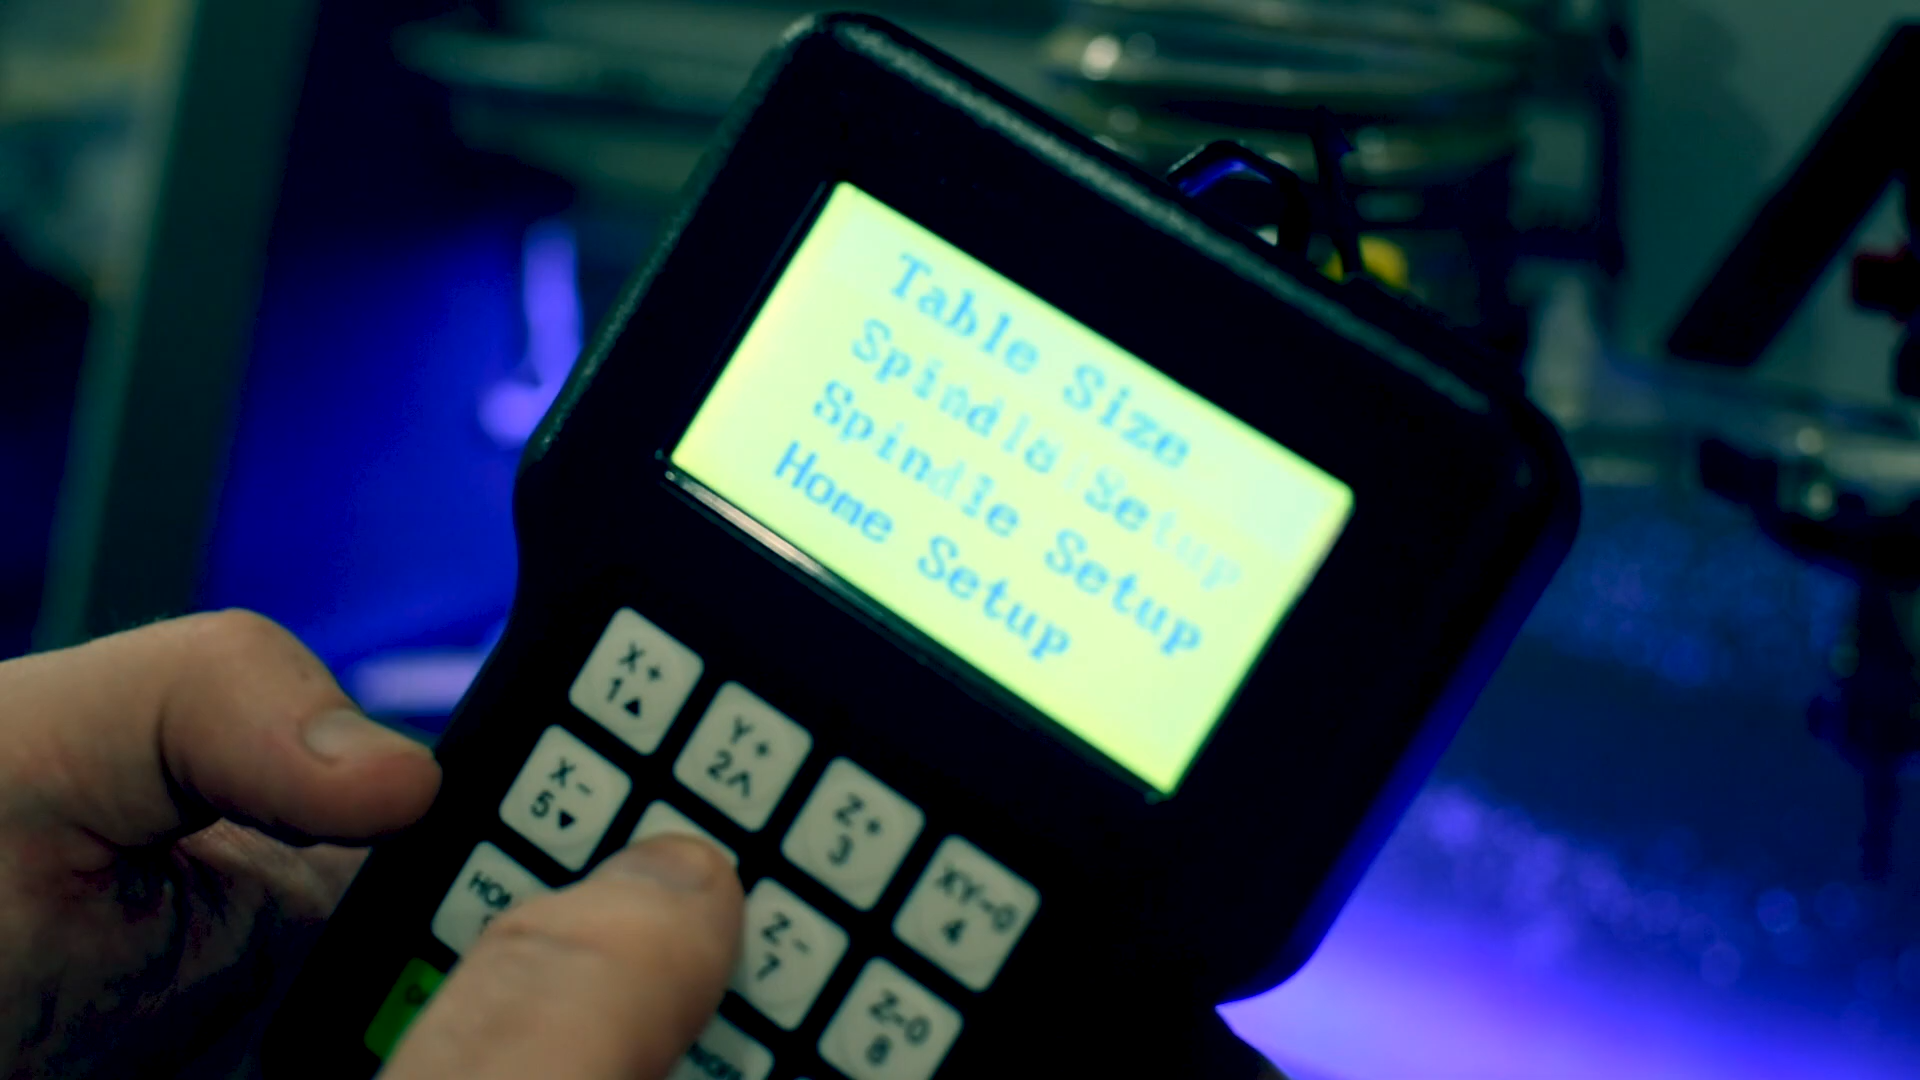 Table Size
Spindle Setup
Spindle Setup
Home Setup
X+
1▲
Y+
2∧
Z+
3
XY=0
4
X-
5▼
Z-
7
Z=0
8